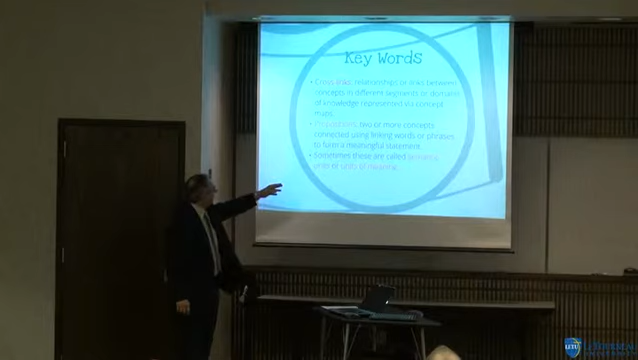 Key Words
• Cross links, relationships or links between
concepts in different segments or domains
of knowledge represented via concept
maps.
• Propositions, two or more concepts
connected using linking words or phrases
to form a meaningful statement.
• Sometimes these are called semantic
units or units of meaning.